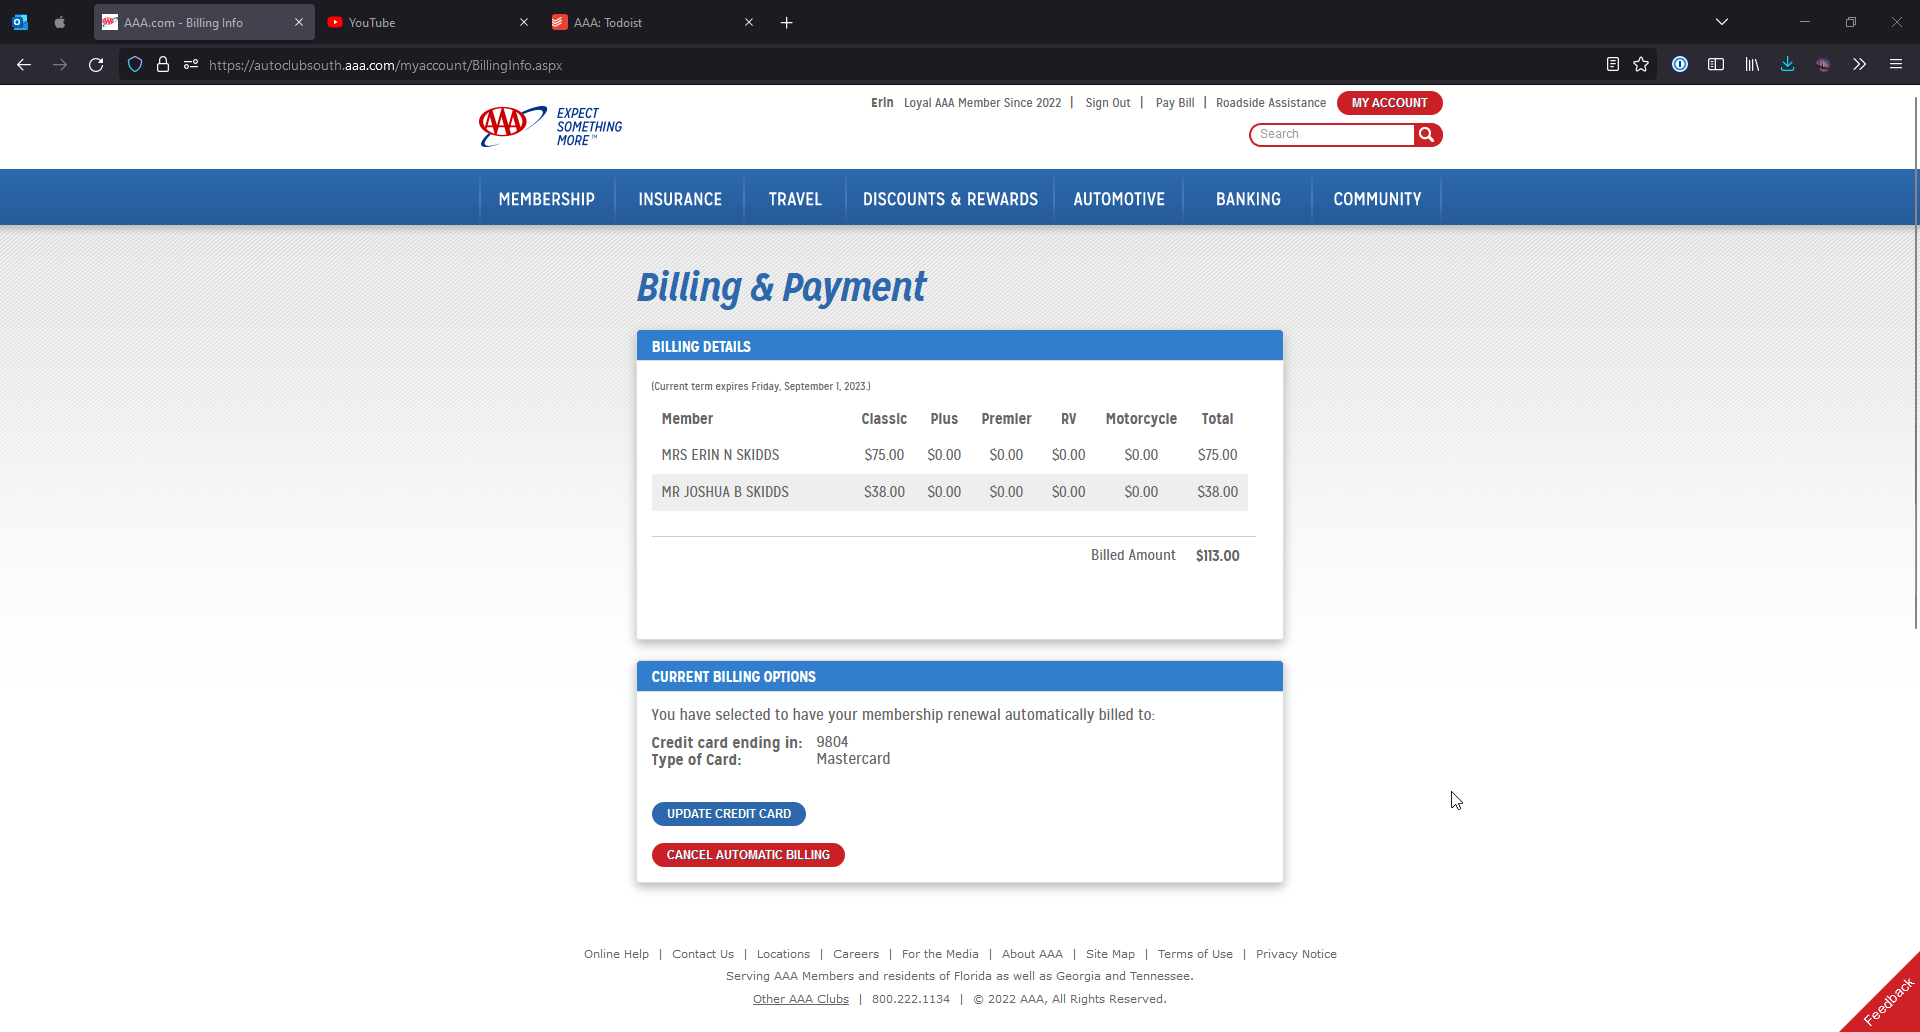 AAA.com - Billing Info
YouTube
AAA: Todoist
https://autoclubsouth.aaa.com/myaccount/BillingInfo.aspx
AAA EXPECT SOMETHING MORE™
Erin Loyal AAA Member Since 2022 | Sign Out | Pay Bill | Roadside Assistance MY ACCOUNT
Search
MEMBERSHIP INSURANCE TRAVEL DISCOUNTS & REWARDS AUTOMOTIVE BANKING COMMUNITY
Billing & Payment
BILLING DETAILS
(Current term expires Friday, September 1, 2023.)
Member Classic Plus Premier RV Motorcycle Total
MRS ERIN N SKIDDS $75.00 $0.00 $0.00 $0.00 $0.00 $75.00
MR JOSHUA B SKIDDS $38.00 $0.00 $0.00 $0.00 $0.00 $38.00
Billed Amount $113.00
CURRENT BILLING OPTIONS
You have selected to have your membership renewal automatically billed to:
Credit card ending in: 9804
Type of Card: Mastercard
UPDATE CREDIT CARD
CANCEL AUTOMATIC BILLING
Online Help | Contact Us | Locations | Careers | For the Media | About AAA | Site Map | Terms of Use | Privacy Notice
Serving AAA Members and residents of Florida as well as Georgia and Tennessee.
Other AAA Clubs | 800.222.1134 | © 2022 AAA, All Rights Reserved.
Feedback